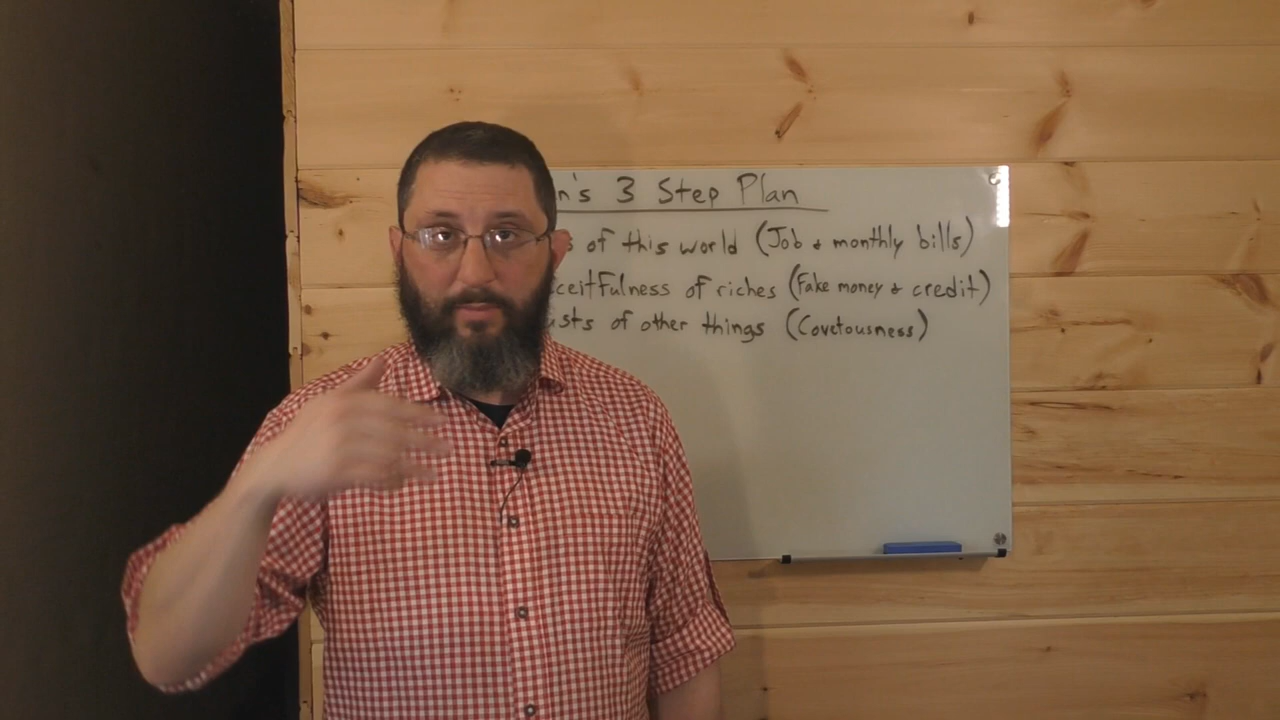 n's 3 Step Plan
s of this world (Job & monthly bills)
ceitfulness of riches (Fake money & credit)
sts of other things (Covetousness)